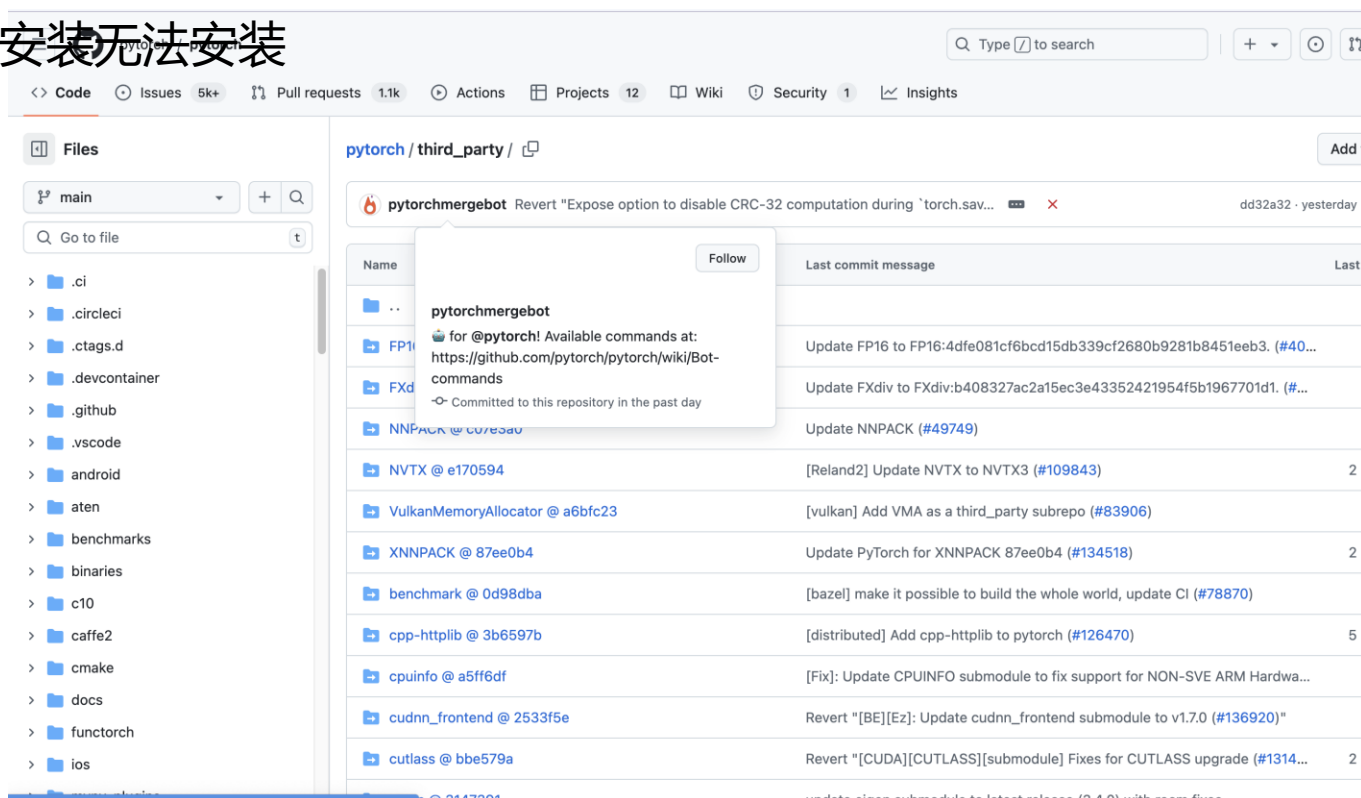 安装无法安装
pytorch / pytorch
Type / to search
Code
Issues 5k+
Pull requests 1.1k
Actions
Projects 12
Wiki
Security 1
Insights
Files
pytorch / third_party /
Add
main
pytorchmergebot Revert "Expose option to disable CRC-32 computation during `torch.sav...
dd32a32 · yesterday
Go to file t
Name
Last commit message
Last
Follow
pytorchmergebot
for @pytorch! Available commands at:
https://github.com/pytorch/pytorch/wiki/Bot-
commands
Committed to this repository in the past day
.ci
.circleci
.ctags.d
.devcontainer
.github
.vscode
android
aten
benchmarks
binaries
c10
caffe2
cmake
docs
functorch
ios
..
FP1
Update FP16 to FP16:4dfe081cf6bcd15db339cf2680b9281b8451eeb3. (#40...
FXd
Update FXdiv to FXdiv:b408327ac2a15ec3e43352421954f5b1967701d1. (#...
NNPACK @ c07e3a0
Update NNPACK (#49749)
NVTX @ e170594
[Reland2] Update NVTX to NVTX3 (#109843)
2
VulkanMemoryAllocator @ a6bfc23
[vulkan] Add VMA as a third_party subrepo (#83906)
XNNPACK @ 87ee0b4
Update PyTorch for XNNPACK 87ee0b4 (#134518)
2
benchmark @ 0d98dba
[bazel] make it possible to build the whole world, update CI (#78870)
cpp-httplib @ 3b6597b
[distributed] Add cpp-httplib to pytorch (#126470)
5
cpuinfo @ a5ff6df
[Fix]: Update CPUINFO submodule to fix support for NON-SVE ARM Hardwa...
cudnn_frontend @ 2533f5e
Revert "[BE][Ez]: Update cudnn_frontend submodule to v1.7.0 (#136920)"
cutlass @ bbe579a
Revert "[CUDA][CUTLASS][submodule] Fixes for CUTLASS upgrade (#1314...
2